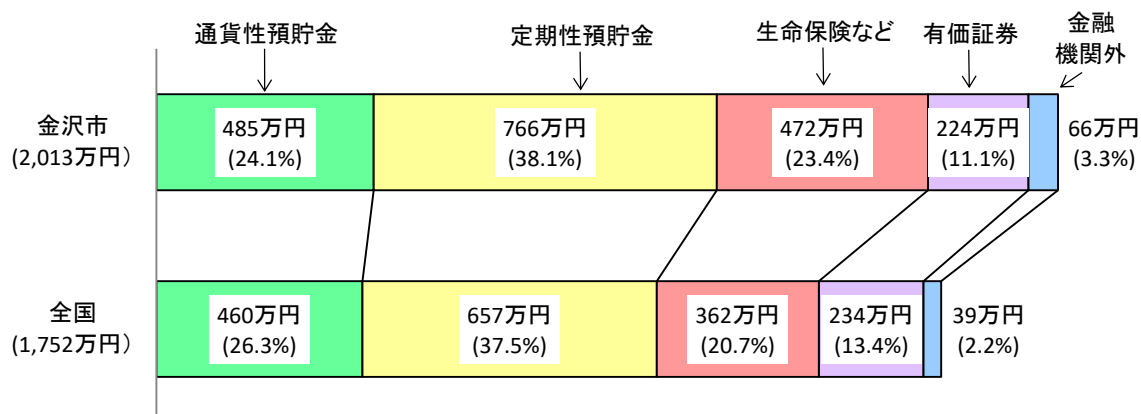 通貨性預貯金
定期性預貯金
生命保険など
有価証券
金融
機関外
金沢市
(2,013万円)
485万円
(24.1%)
766万円
(38.1%)
472万円
(23.4%)
224万円
(11.1%)
66万円
(3.3%)
全国
(1,752万円)
460万円
(26.3%)
657万円
(37.5%)
362万円
(20.7%)
234万円
(13.4%)
39万円
(2.2%)